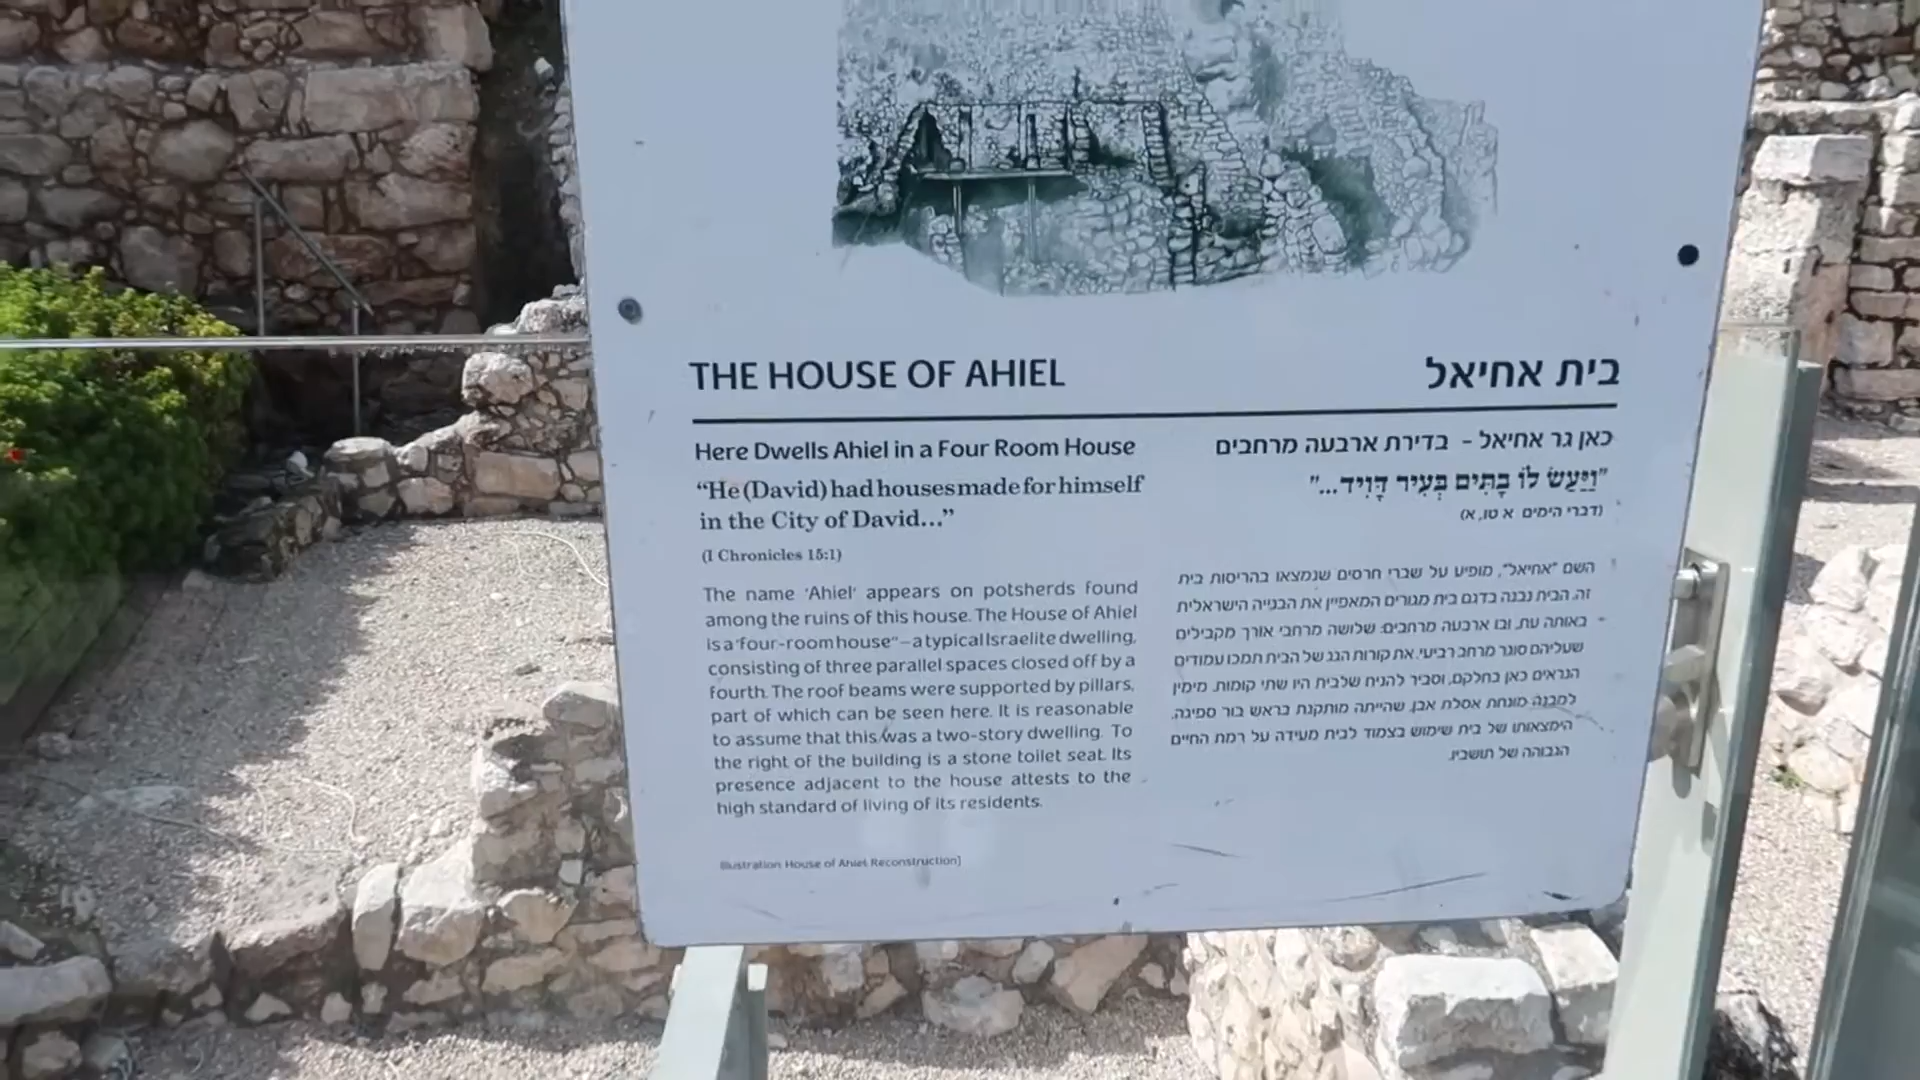 THE HOUSE OF AHIEL
Here Dwells Ahiel in a Four Room House
“He (David) had houses made for himself
in the City of David...”
(I Chronicles 15:1)
The name 'Ahiel' appears on potsherds found
among the ruins of this house. The House of Ahiel
is a "four-room house" – a typical Israelite dwelling,
consisting of three parallel spaces closed off by a
fourth. The roof beams were supported by pillars,
part of which can be seen here. It is reasonable
to assume that this was a two-story dwelling. To
the right of the building is a stone toilet seat. Its
presence adjacent to the house attests to the
high standard of living of its residents.
Illustration: House of Ahiel Reconstruction]
בית אחיאל
כאן גר אחיאל - בדירת ארבעה מרחבים
"וַיַּעַשׂ לוֹ בָתִּים בְּעִיר דָּוִיד..."
(דברי הימים א טו, א)
השם "אחיאל", מופיע על שברי חרסים שנמצאו בהריסות בית
זה. הבית נבנה בדגם בית מגורים המאפיין את הבנייה הישראלית
באותה עת, ובו ארבעה מרחבים: שלושה מרחבי אורך מקבילים
שעליהם סוגר מרחב רביעי. את קורות הגג של הבית תמכו עמודים
הנראים כאן בחלקם, וסביר להניח שלבית היו שתי קומות. מימין
למבנה מונחת אסלת אבן, שהייתה מותקנת בראש בור ספיגה.
הימצאותו של בית שימוש בצמוד לבית מעידה על רמת החיים
הגבוהה של תושביו.